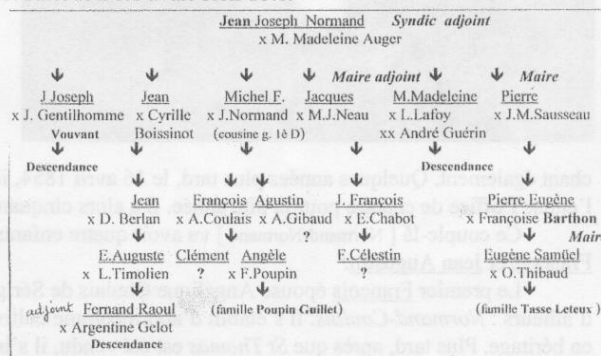 Jean Joseph Normand Syndic adjoint
x M. Madeleine Auger
Maire adjoint Maire
J Joseph Jean Michel F. Jacques M.Madeleine Pierre
x J. Gentilhomme x Cyrille x J.Normand x M.J.Neau x L.Lafoy x J.M.Sausseau
Vouvant Boissinot (cousine g. 1è D) xx André Guérin
Descendance Descendance
Jean François Agustin J. François Pierre Eugène
x D. Berlan x A.Coulais x A.Gibaud x E.Chabot x Françoise Barthon
? Mair
E.Auguste Clément Angèle F.Célestin Eugène Samüel
x L.Timolien ? x F.Poupin x O.Thibaud
adjoint Fernand Raoul (famille Poupin Guillet) (famille Tasse Leteux)
x Argentine Gelot
Descendance